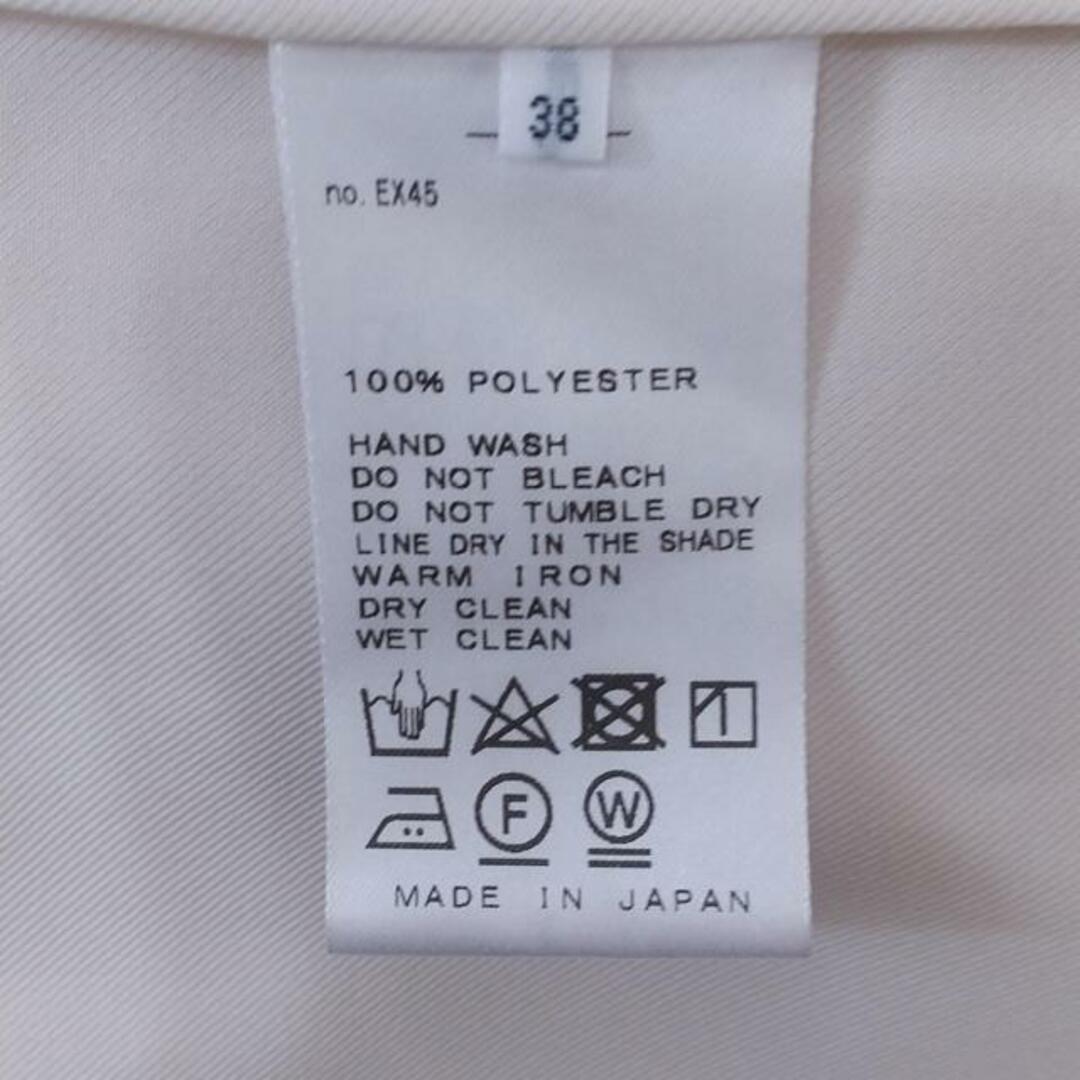 38
no. EX45
100% POLYESTER
HAND WASH
DO NOT BLEACH
DO NOT TUMBLE DRY
LINE DRY IN THE SHADE
WARM IRON
DRY CLEAN
WET CLEAN
F W
MADE IN JAPAN